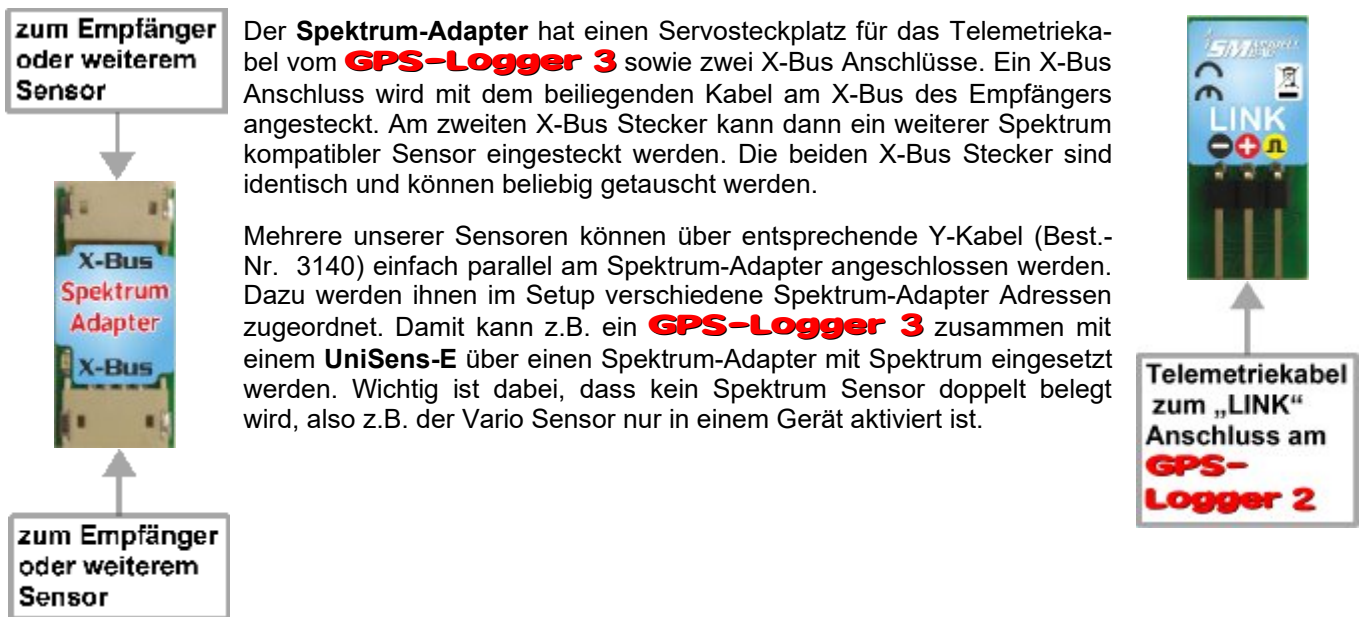 zum Empfänger
oder weiterem
Sensor
X-Bus
Spektrum
Adapter
X-Bus
zum Empfänger
oder weiterem
Sensor
Der Spektrum-Adapter hat einen Servosteckplatz für das Telemetrieka-
bel vom GPS-Logger 3 sowie zwei X-Bus Anschlüsse. Ein X-Bus
Anschluss wird mit dem beiliegenden Kabel am X-Bus des Empfängers
angesteckt. Am zweiten X-Bus Stecker kann dann ein weiterer Spektrum
kompatibler Sensor eingesteckt werden. Die beiden X-Bus Stecker sind
identisch und können beliebig getauscht werden.
Mehrere unserer Sensoren können über entsprechende Y-Kabel (Best.-
Nr. 3140) einfach parallel am Spektrum-Adapter angeschlossen werden.
Dazu werden ihnen im Setup verschiedene Spektrum-Adapter Adressen
zugeordnet. Damit kann z.B. ein GPS-Logger 3 zusammen mit
einem UniSens-E über einen Spektrum-Adapter mit Spektrum eingesetzt
werden. Wichtig ist dabei, dass kein Spektrum Sensor doppelt belegt
wird, also z.B. der Vario Sensor nur in einem Gerät aktiviert ist.
SM
CE
LINK
Telemetriekabel
zum „LINK“
Anschluss am
GPS-
Logger 2